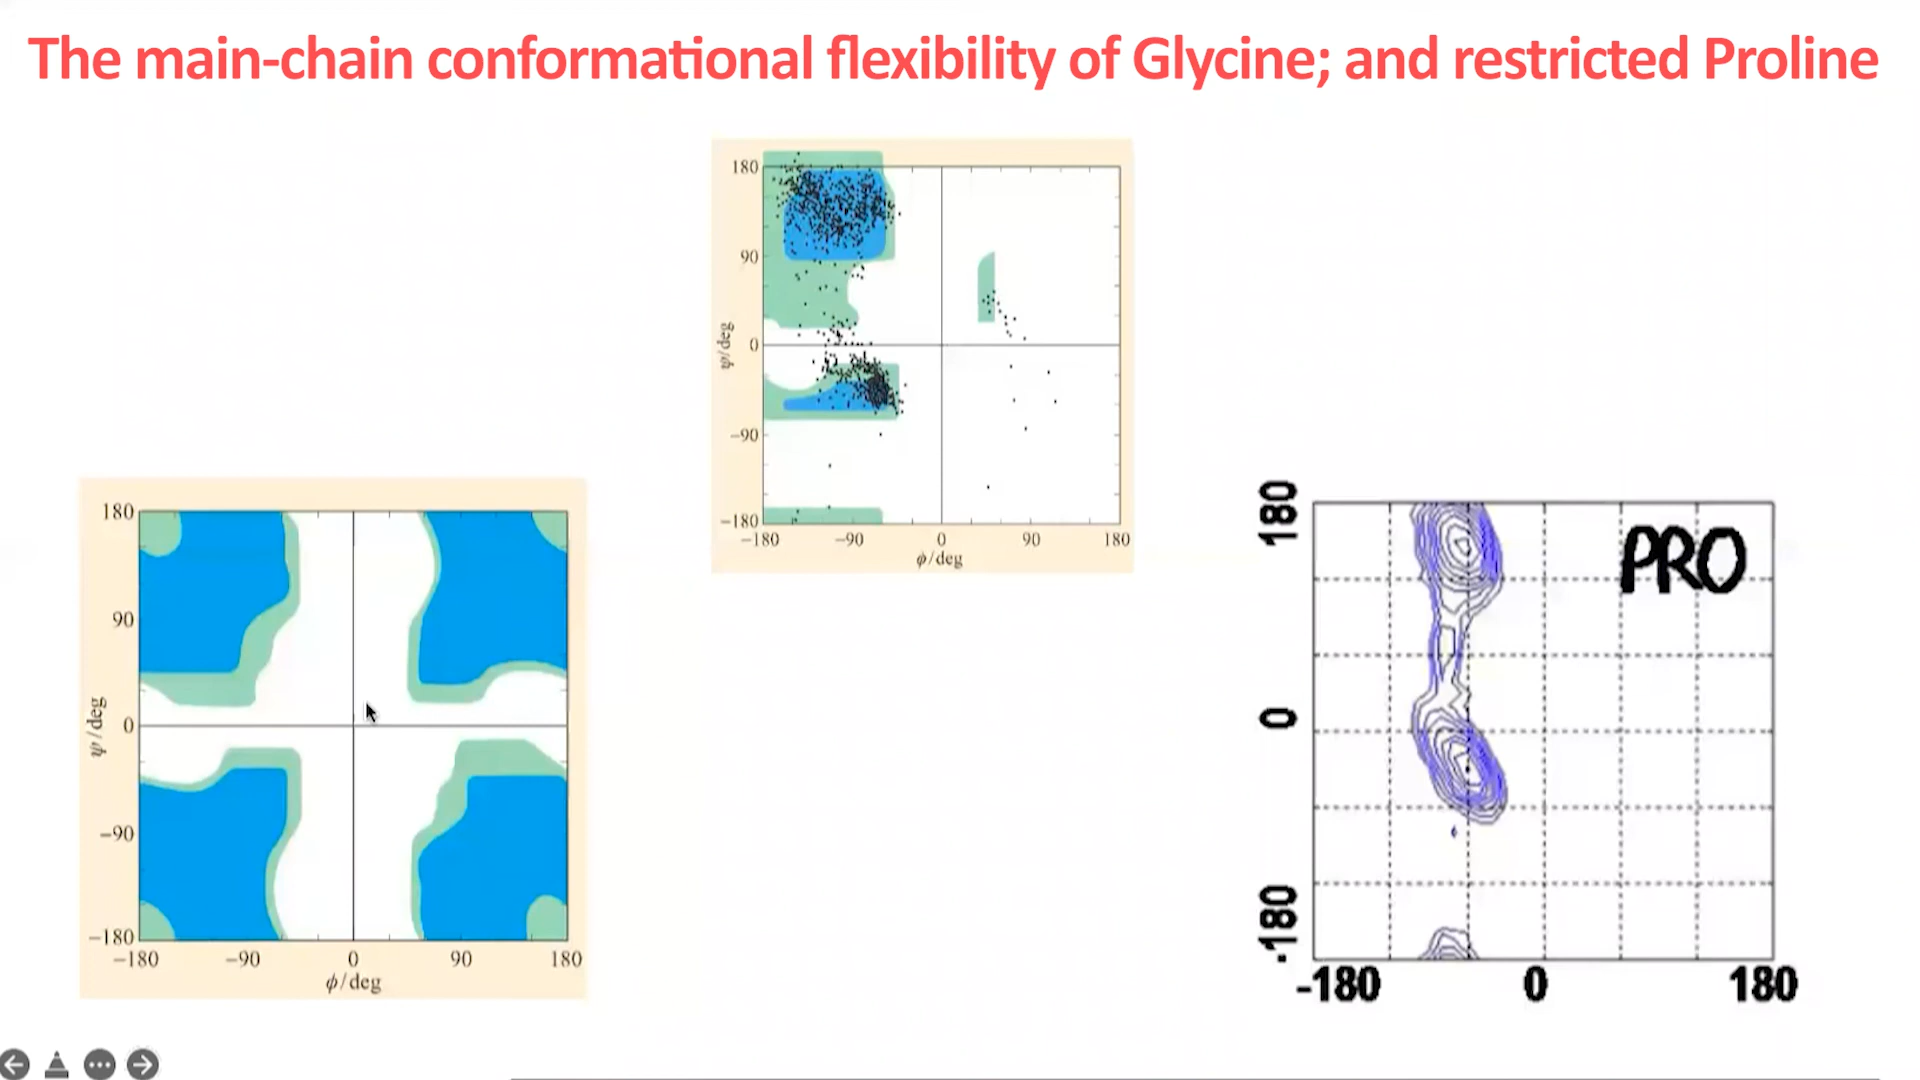 The main-chain conformational flexibility of Glycine; and restricted Proline
180
90
0
−90
−180
ψ/deg
−180 −90 0 90 180
ϕ/deg
180
90
0
−90
−180
ψ/deg
−180 −90 0 90 180
ϕ/deg
PRO
180
0
-180
-180 0 180